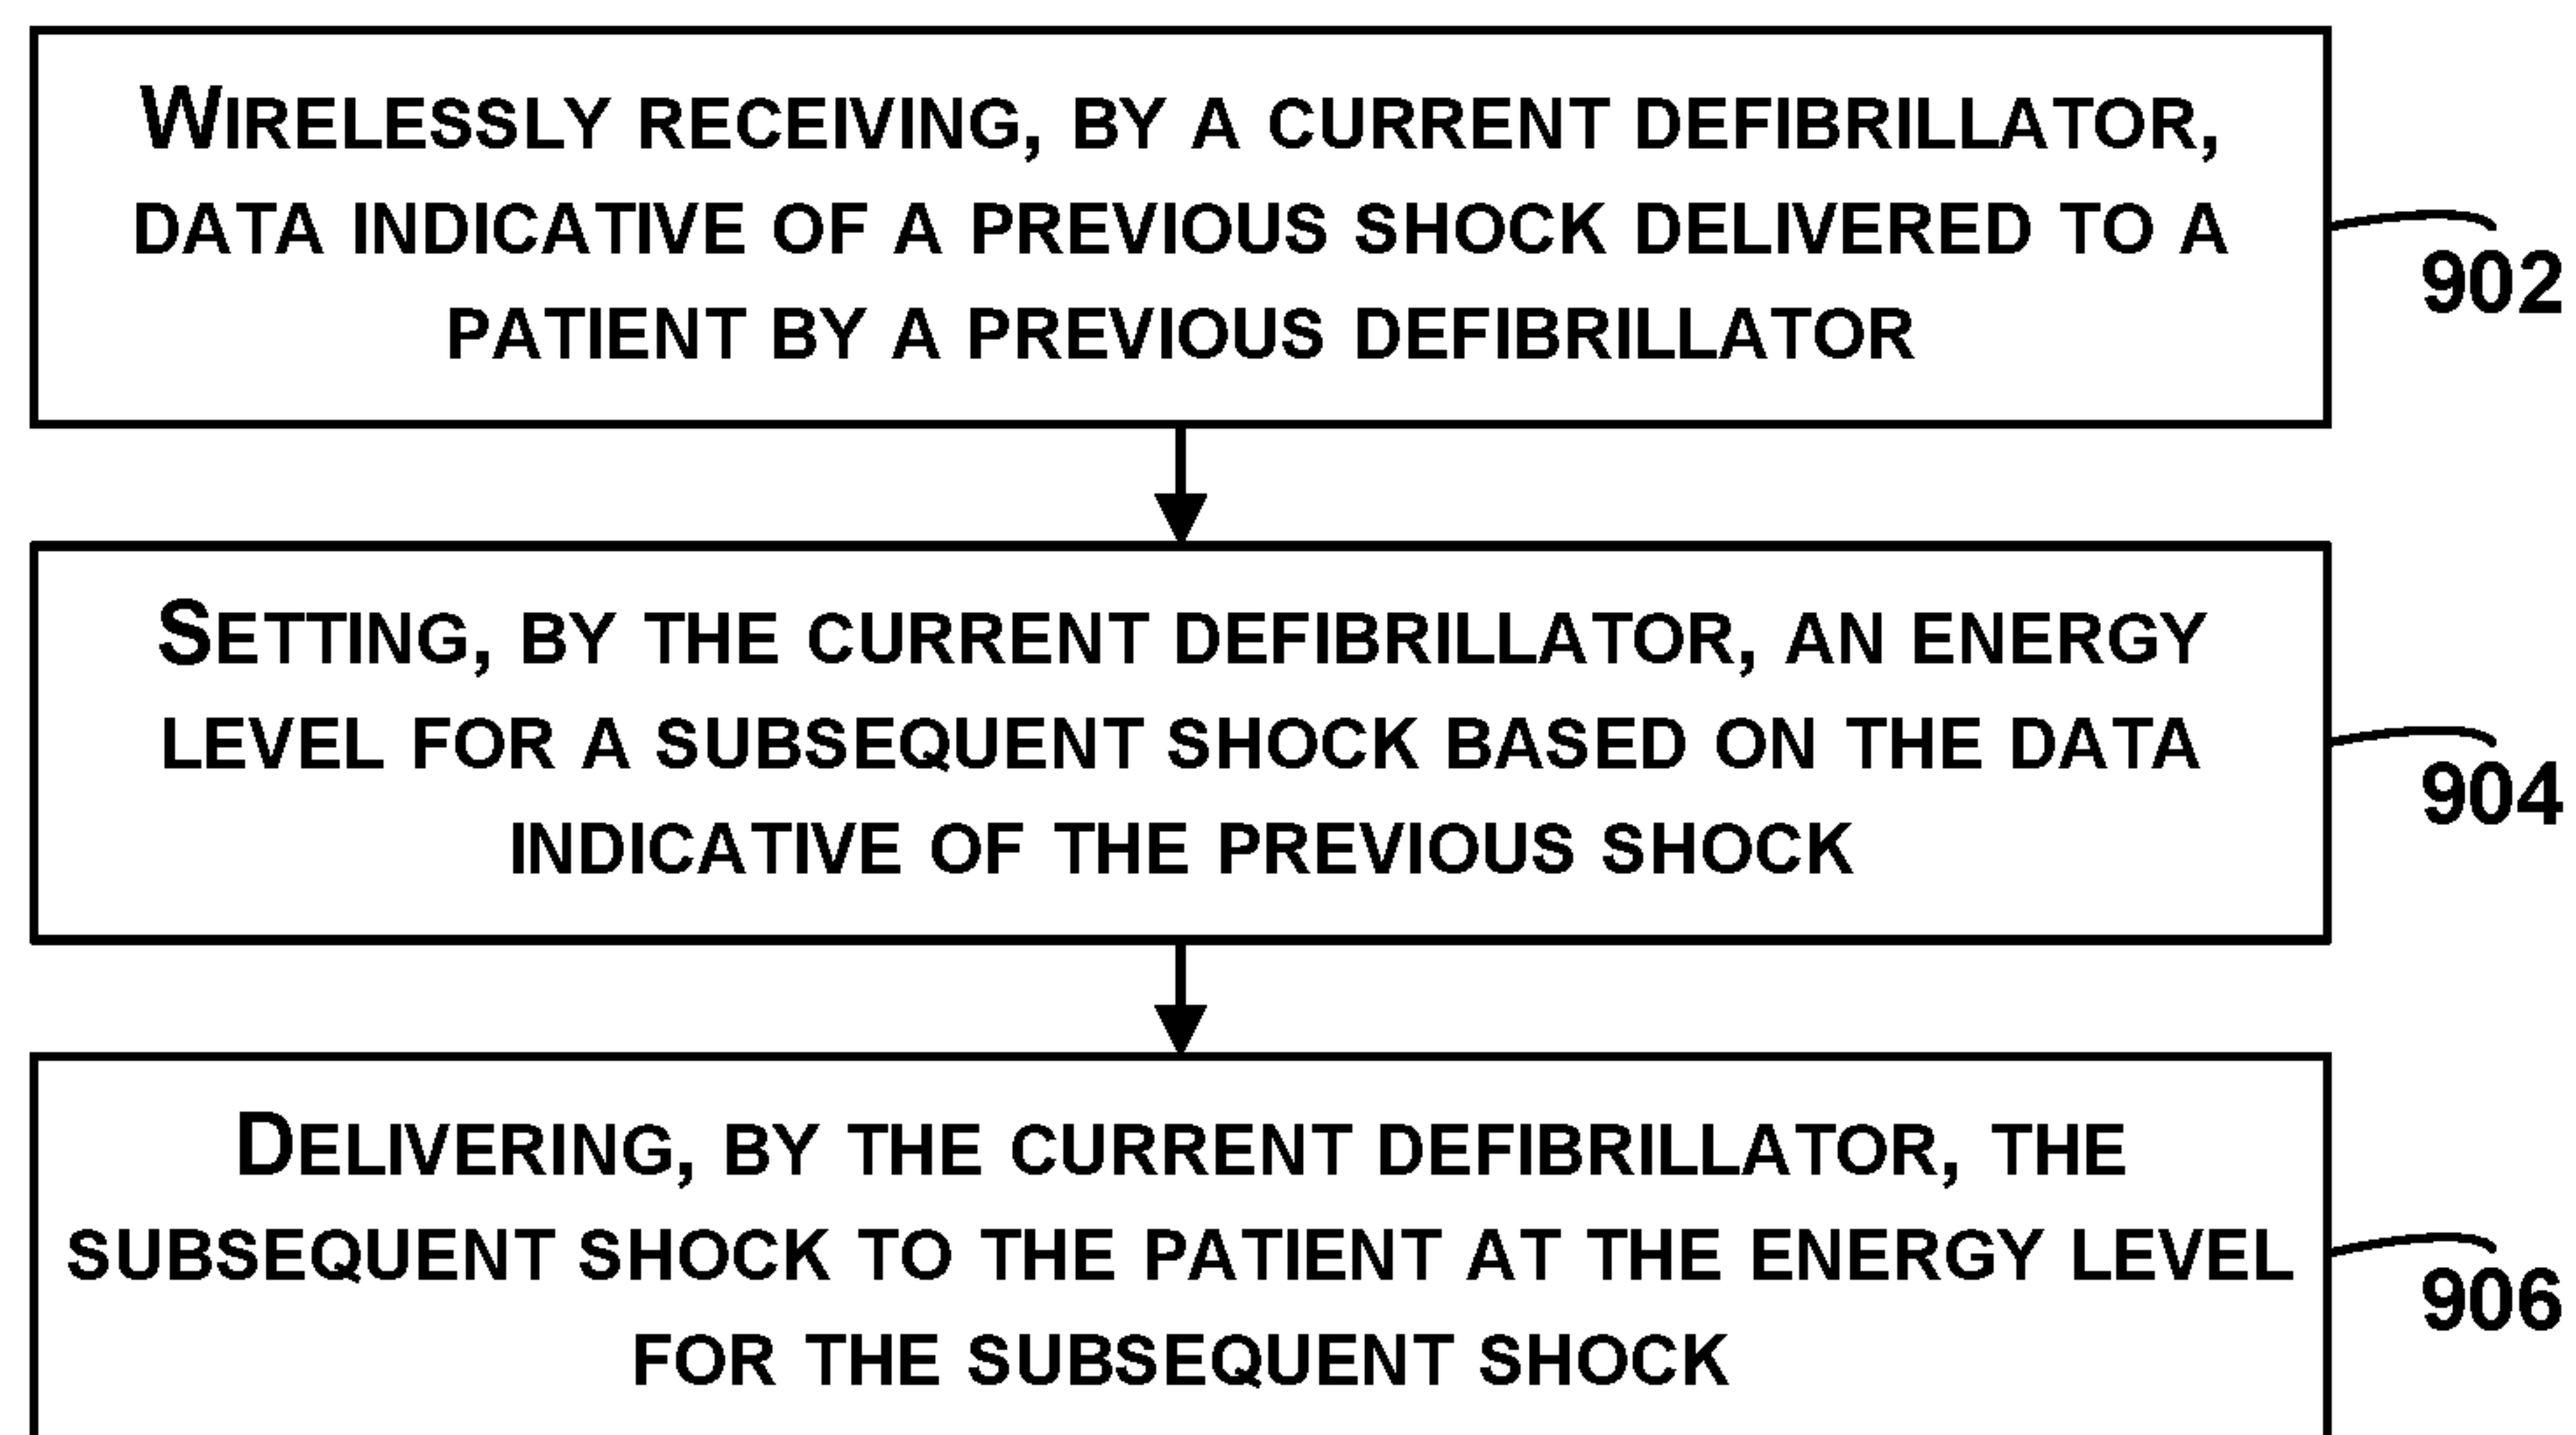 WIRELESSLY RECEIVING, BY A CURRENT DEFIBRILLATOR,
DATA INDICATIVE OF A PREVIOUS SHOCK DELIVERED TO A
PATIENT BY A PREVIOUS DEFIBRILLATOR
902
SETTING, BY THE CURRENT DEFIBRILLATOR, AN ENERGY
LEVEL FOR A SUBSEQUENT SHOCK BASED ON THE DATA
INDICATIVE OF THE PREVIOUS SHOCK
904
DELIVERING, BY THE CURRENT DEFIBRILLATOR, THE
SUBSEQUENT SHOCK TO THE PATIENT AT THE ENERGY LEVEL
FOR THE SUBSEQUENT SHOCK
906